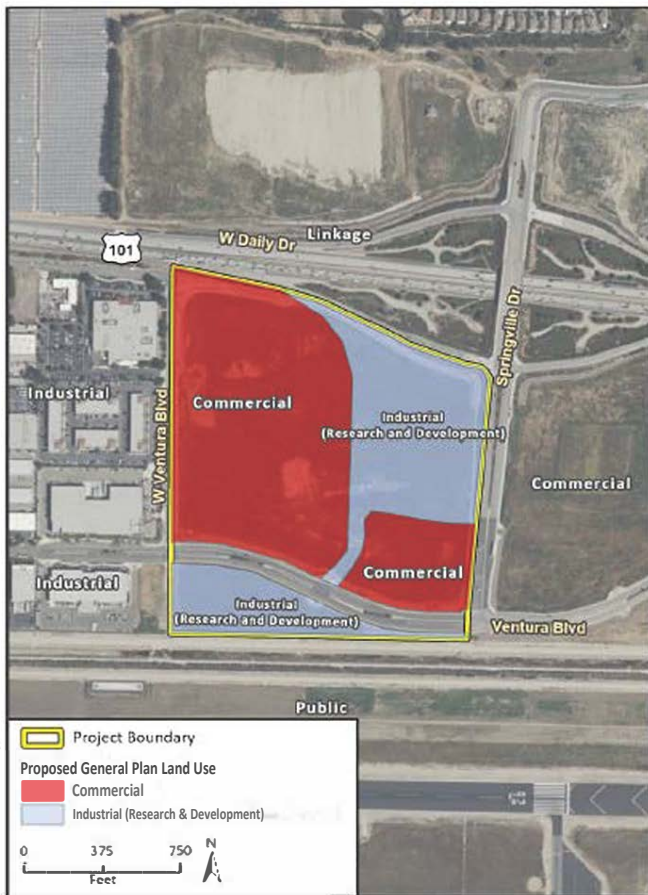 W Daily Dr
Linkage
101
Springville Dr
Industrial
W Ventura Blvd
Commercial
Industrial
(Research and Development)
Commercial
Industrial
Commercial
Industrial
(Research and Development)
Ventura Blvd
Public
Project Boundary
Proposed General Plan Land Use
Commercial
Industrial (Research & Development)
0 375 750
Feet
N